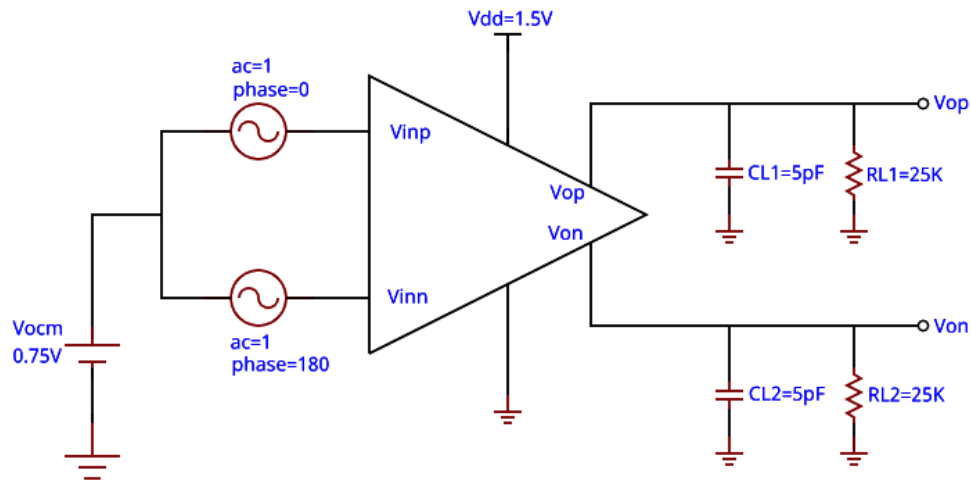 Vdd=1.5V
ac=1
phase=0
Vinp
Vop
CL1=5pF
RL1=25K
Vop
Von
Vinn
Vocm
0.75V
ac=1
phase=180
Von
CL2=5pF
RL2=25K